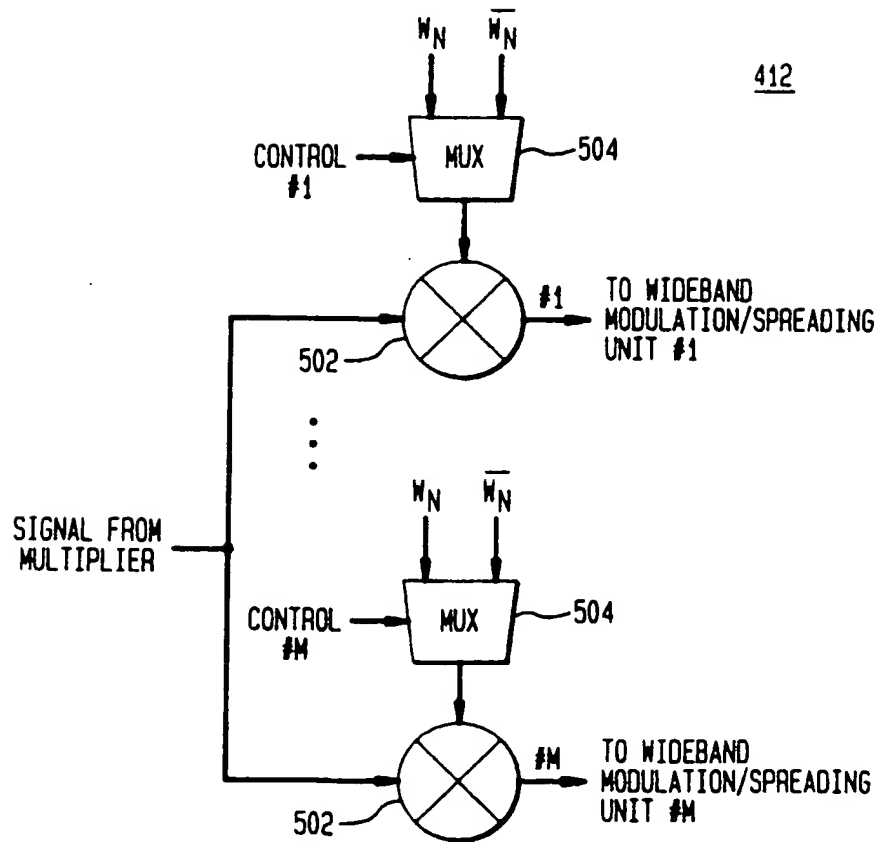 W_N  W̅_N̅
412
504
MUX
CONTROL
#1
#1
TO WIDEBAND
MODULATION/SPREADING
UNIT #1
502
W_N  W̅_N̅
504
MUX
CONTROL
#M
SIGNAL FROM
MULTIPLIER
#M
TO WIDEBAND
MODULATION/SPREADING
UNIT #M
502